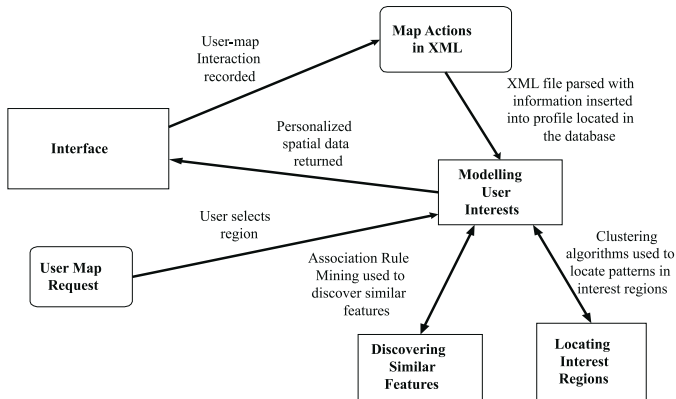 Map Actions
in XML
User-map
Interaction
recorded
XML file parsed with
information inserted
into profile located in
the database
Interface
Personalized
spatial data
returned
Modelling
User
Interests
User selects
region
User Map
Request
Association Rule
Mining used to
discover similar
features
Clustering
algorithms used to
locate patterns in
interest regions
Discovering
Similar
Features
Locating
Interest
Regions